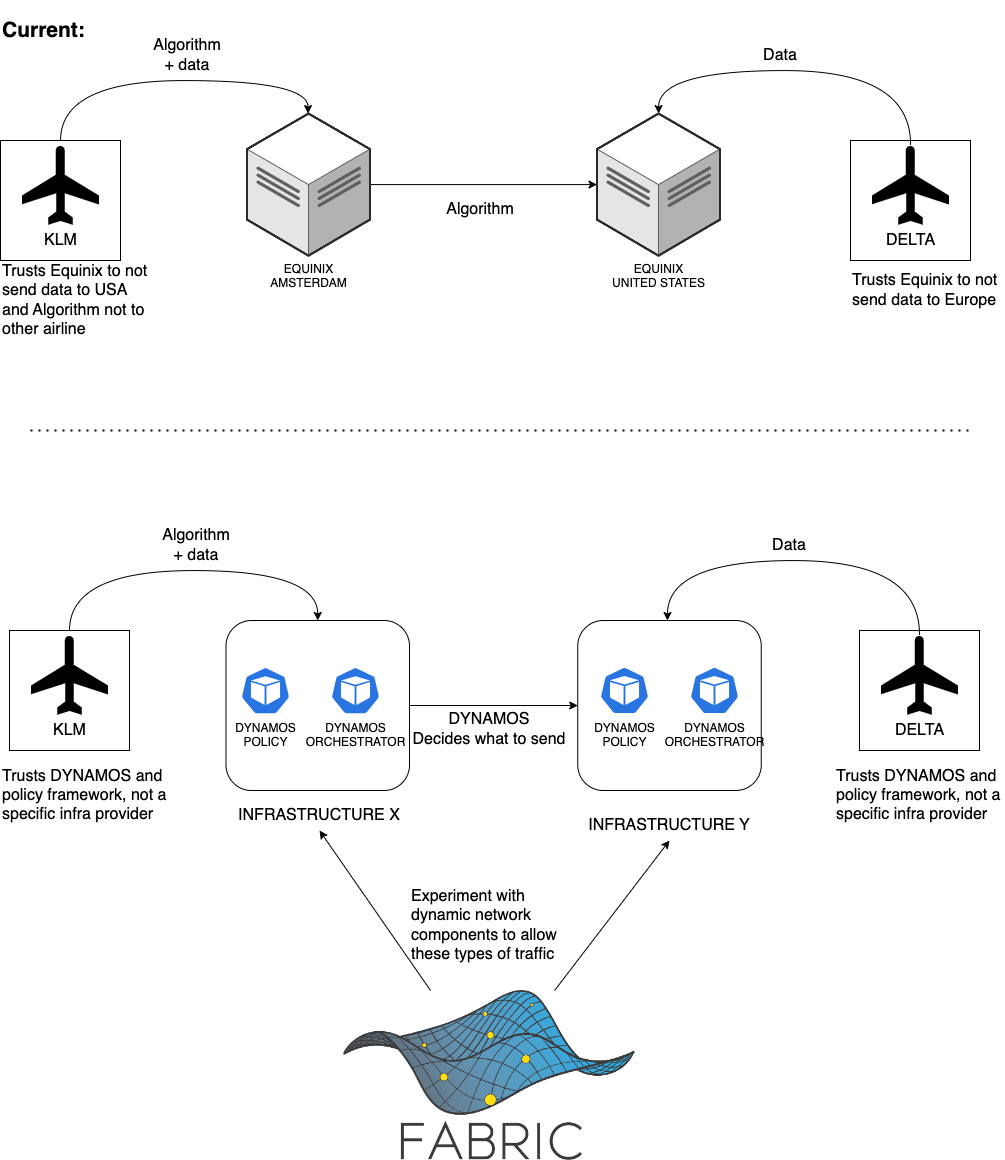 Current:
Algorithm
+ data
Data
KLM
Algorithm
DELTA
EQUINIX
AMSTERDAM
EQUINIX
UNITED STATES
Trusts Equinix to not
send data to USA
and Algorithm not to
other airline
Trusts Equinix to not
send data to Europe
Algorithm
+ data
Data
KLM
DYNAMOS
POLICY
DYNAMOS
ORCHESTRATOR
DYNAMOS
Decides what to send
DYNAMOS
POLICY
DYNAMOS
ORCHESTRATOR
DELTA
Trusts DYNAMOS and
policy framework, not a
specific infra provider
Trusts DYNAMOS and
policy framework, not a
specific infra provider
INFRASTRUCTURE X
INFRASTRUCTURE Y
Experiment with
dynamic network
components to allow
these types of traffic
FABRIC